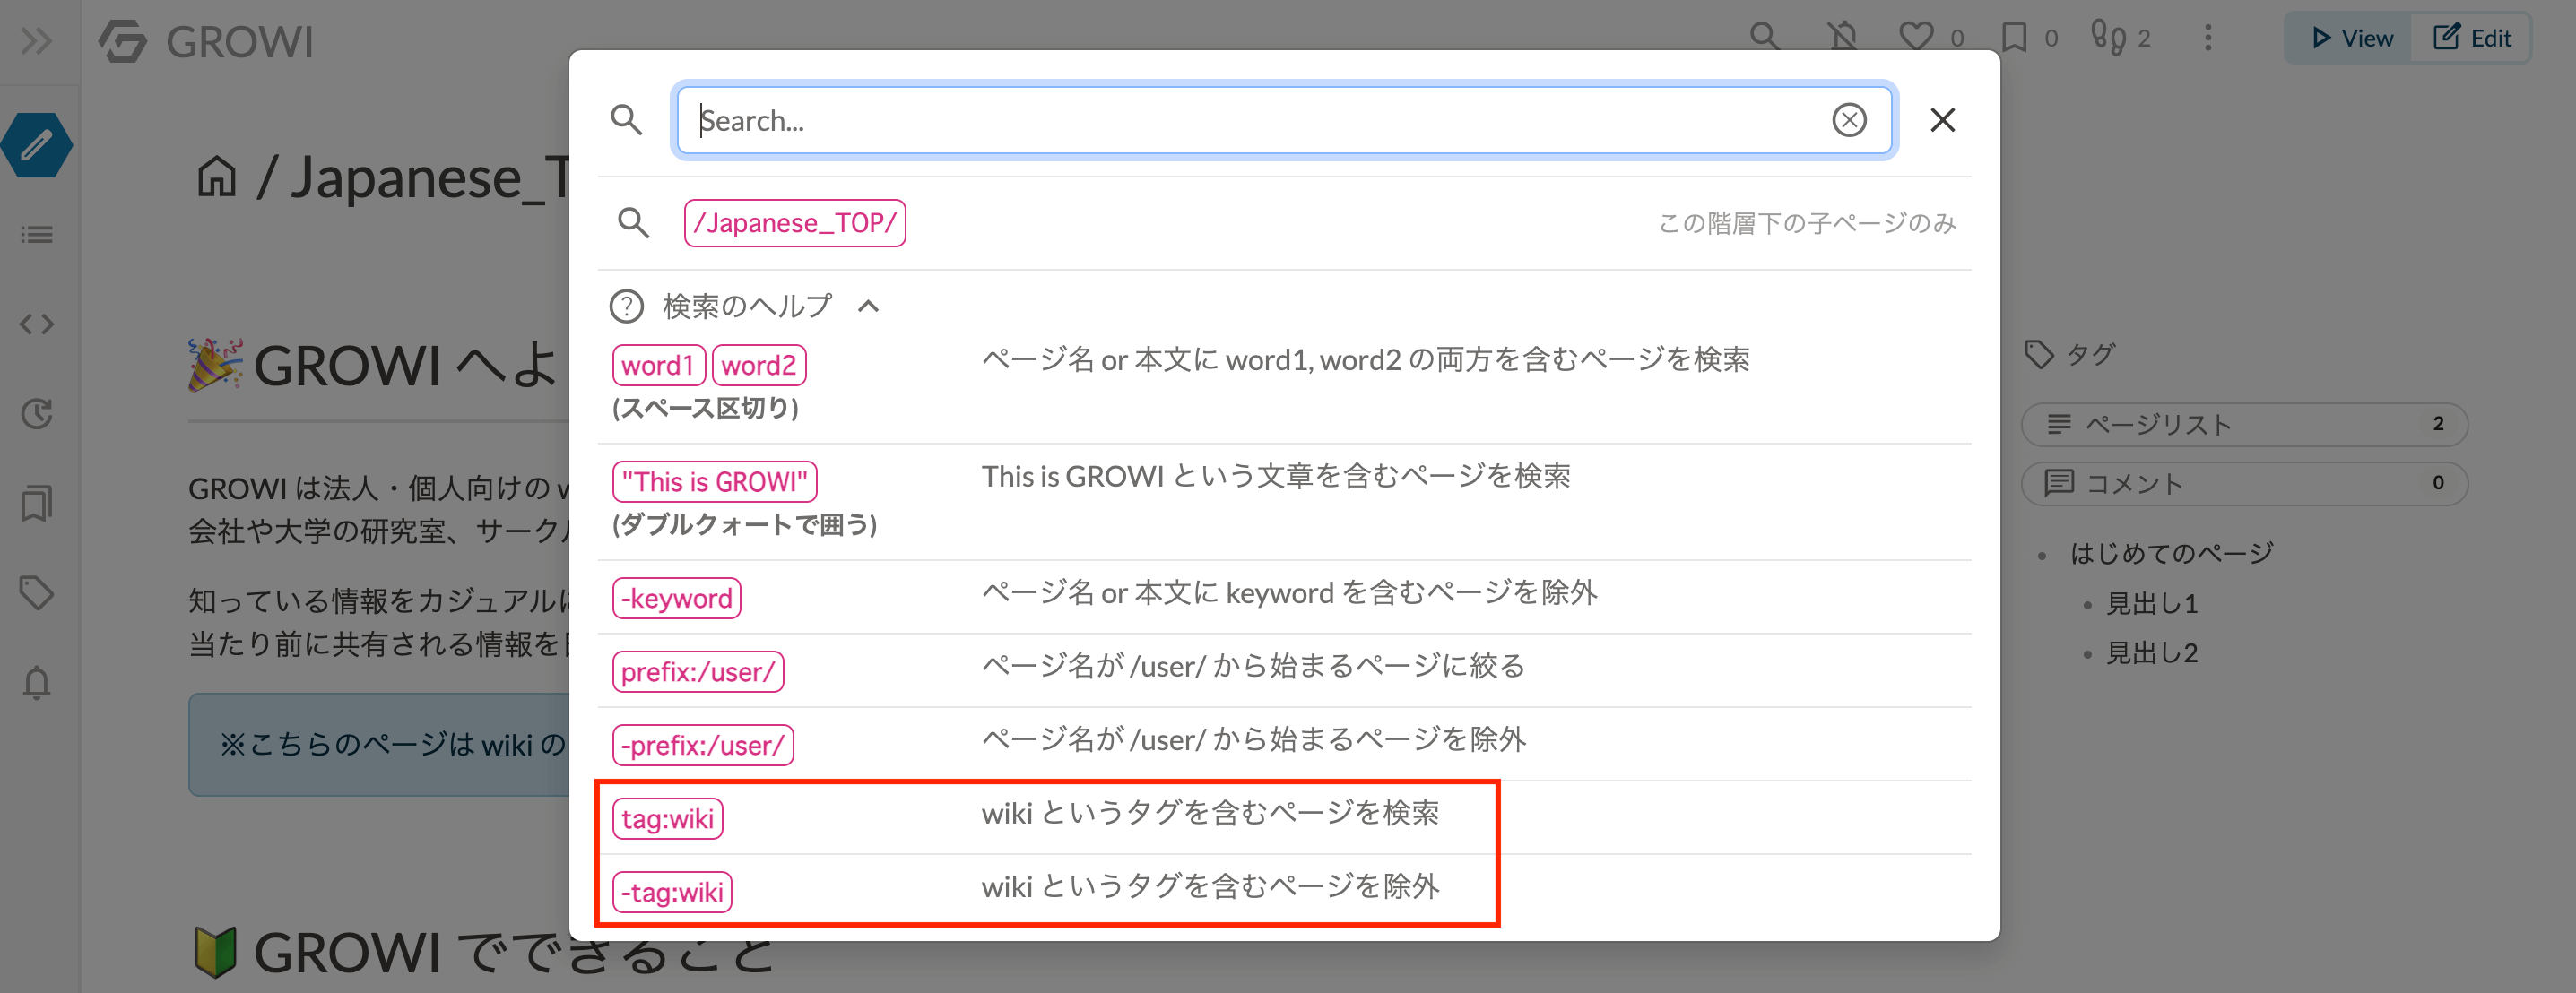 GROWI
0
0
2
View
Edit
Search...
/ Japanese_T
/Japanese_TOP/
この階層下の子ページのみ
検索のヘルプ
word1 word2
ページ名 or 本文に word1, word2 の両方を含むページを検索
(スペース区切り)
"This is GROWI"
This is GROWI という文章を含むページを検索
(ダブルクォートで囲う)
-keyword
ページ名 or 本文に keyword を含むページを除外
prefix:/user/
ページ名が /user/ から始まるページに絞る
-prefix:/user/
ページ名が /user/ から始まるページを除外
tag:wiki
wiki というタグを含むページを検索
-tag:wiki
wiki というタグを含むページを除外
🎉 GROWI へよ
GROWI は法人・個人向けの w
会社や大学の研究室、サークル
知っている情報をカジュアルに
当たり前に共有される情報を
※こちらのページは wiki の
🔰 GROWI でできること
タグ
ページリスト 2
コメント 0
はじめてのページ
見出し1
見出し2